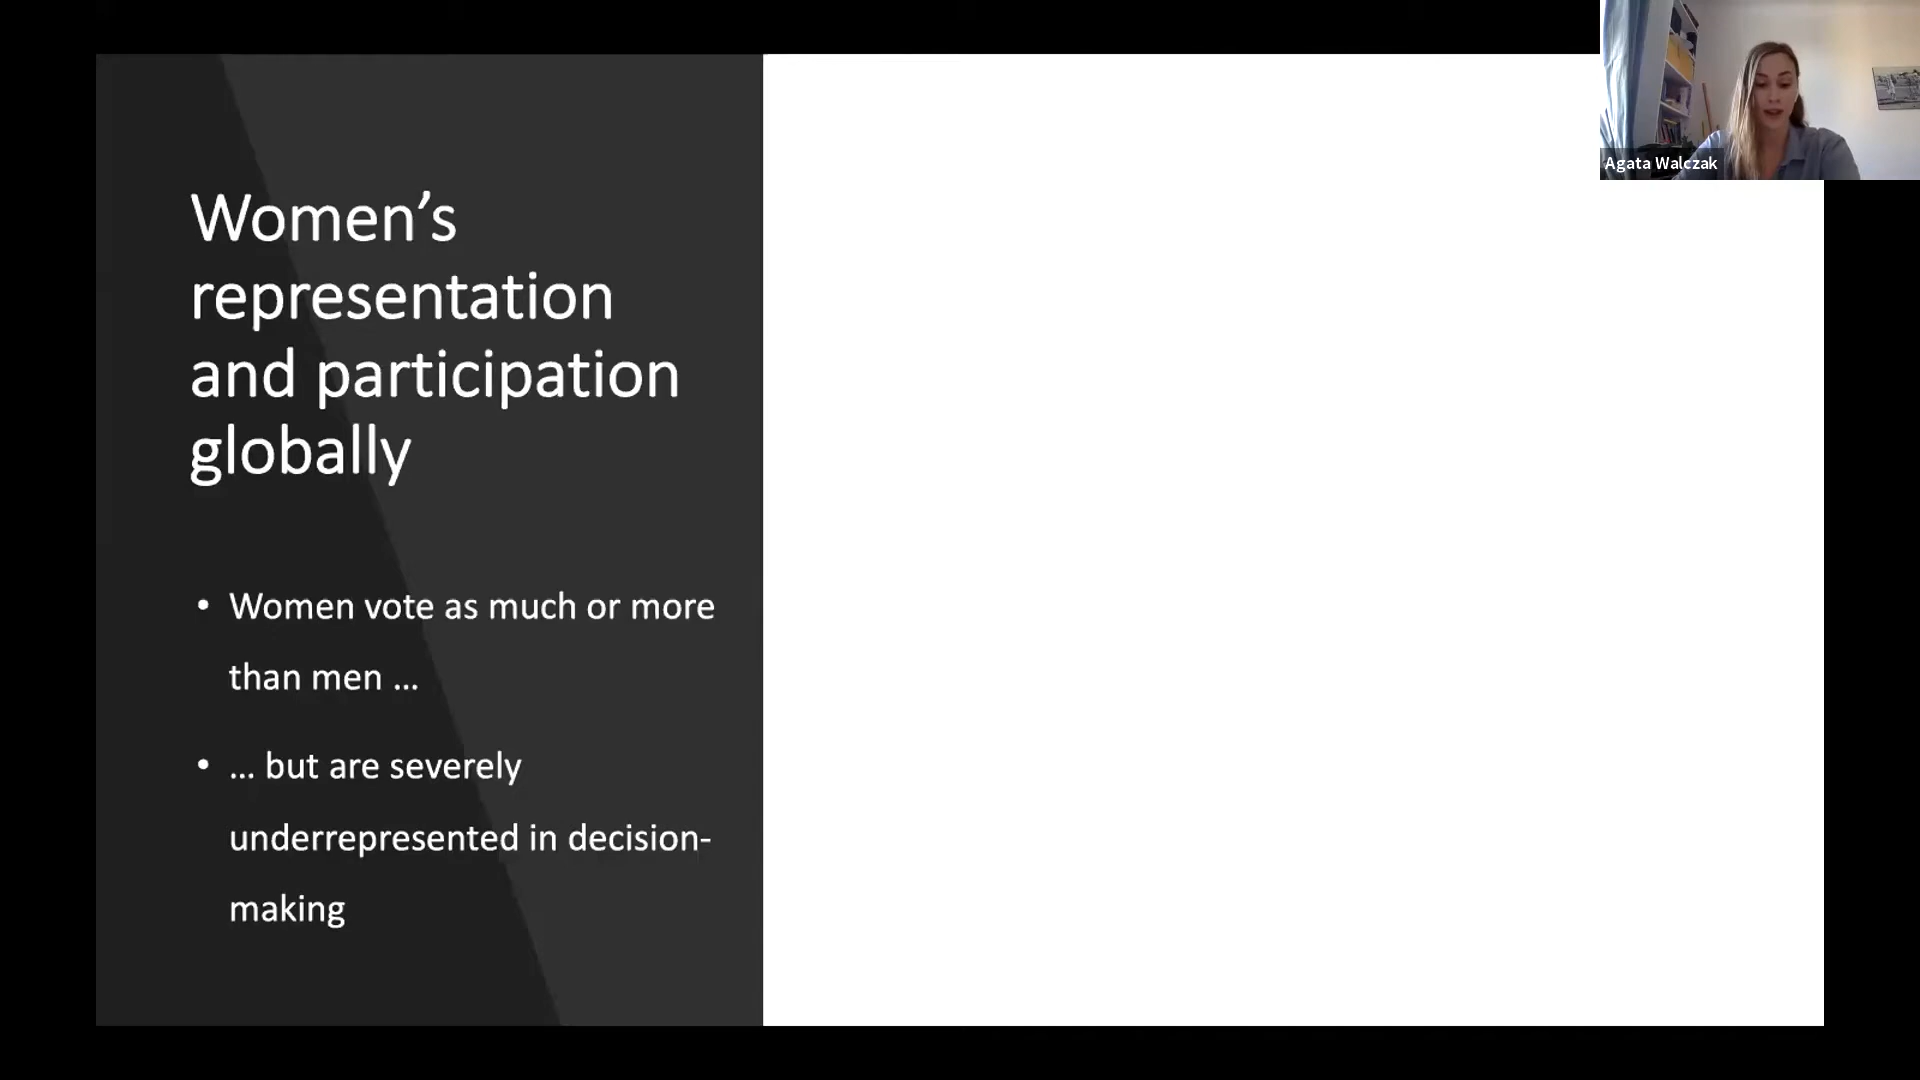 Women’s
representation
and participation
globally
• Women vote as much or more
than men ...
• ... but are severely
underrepresented in decision-
making
Agata Walczak